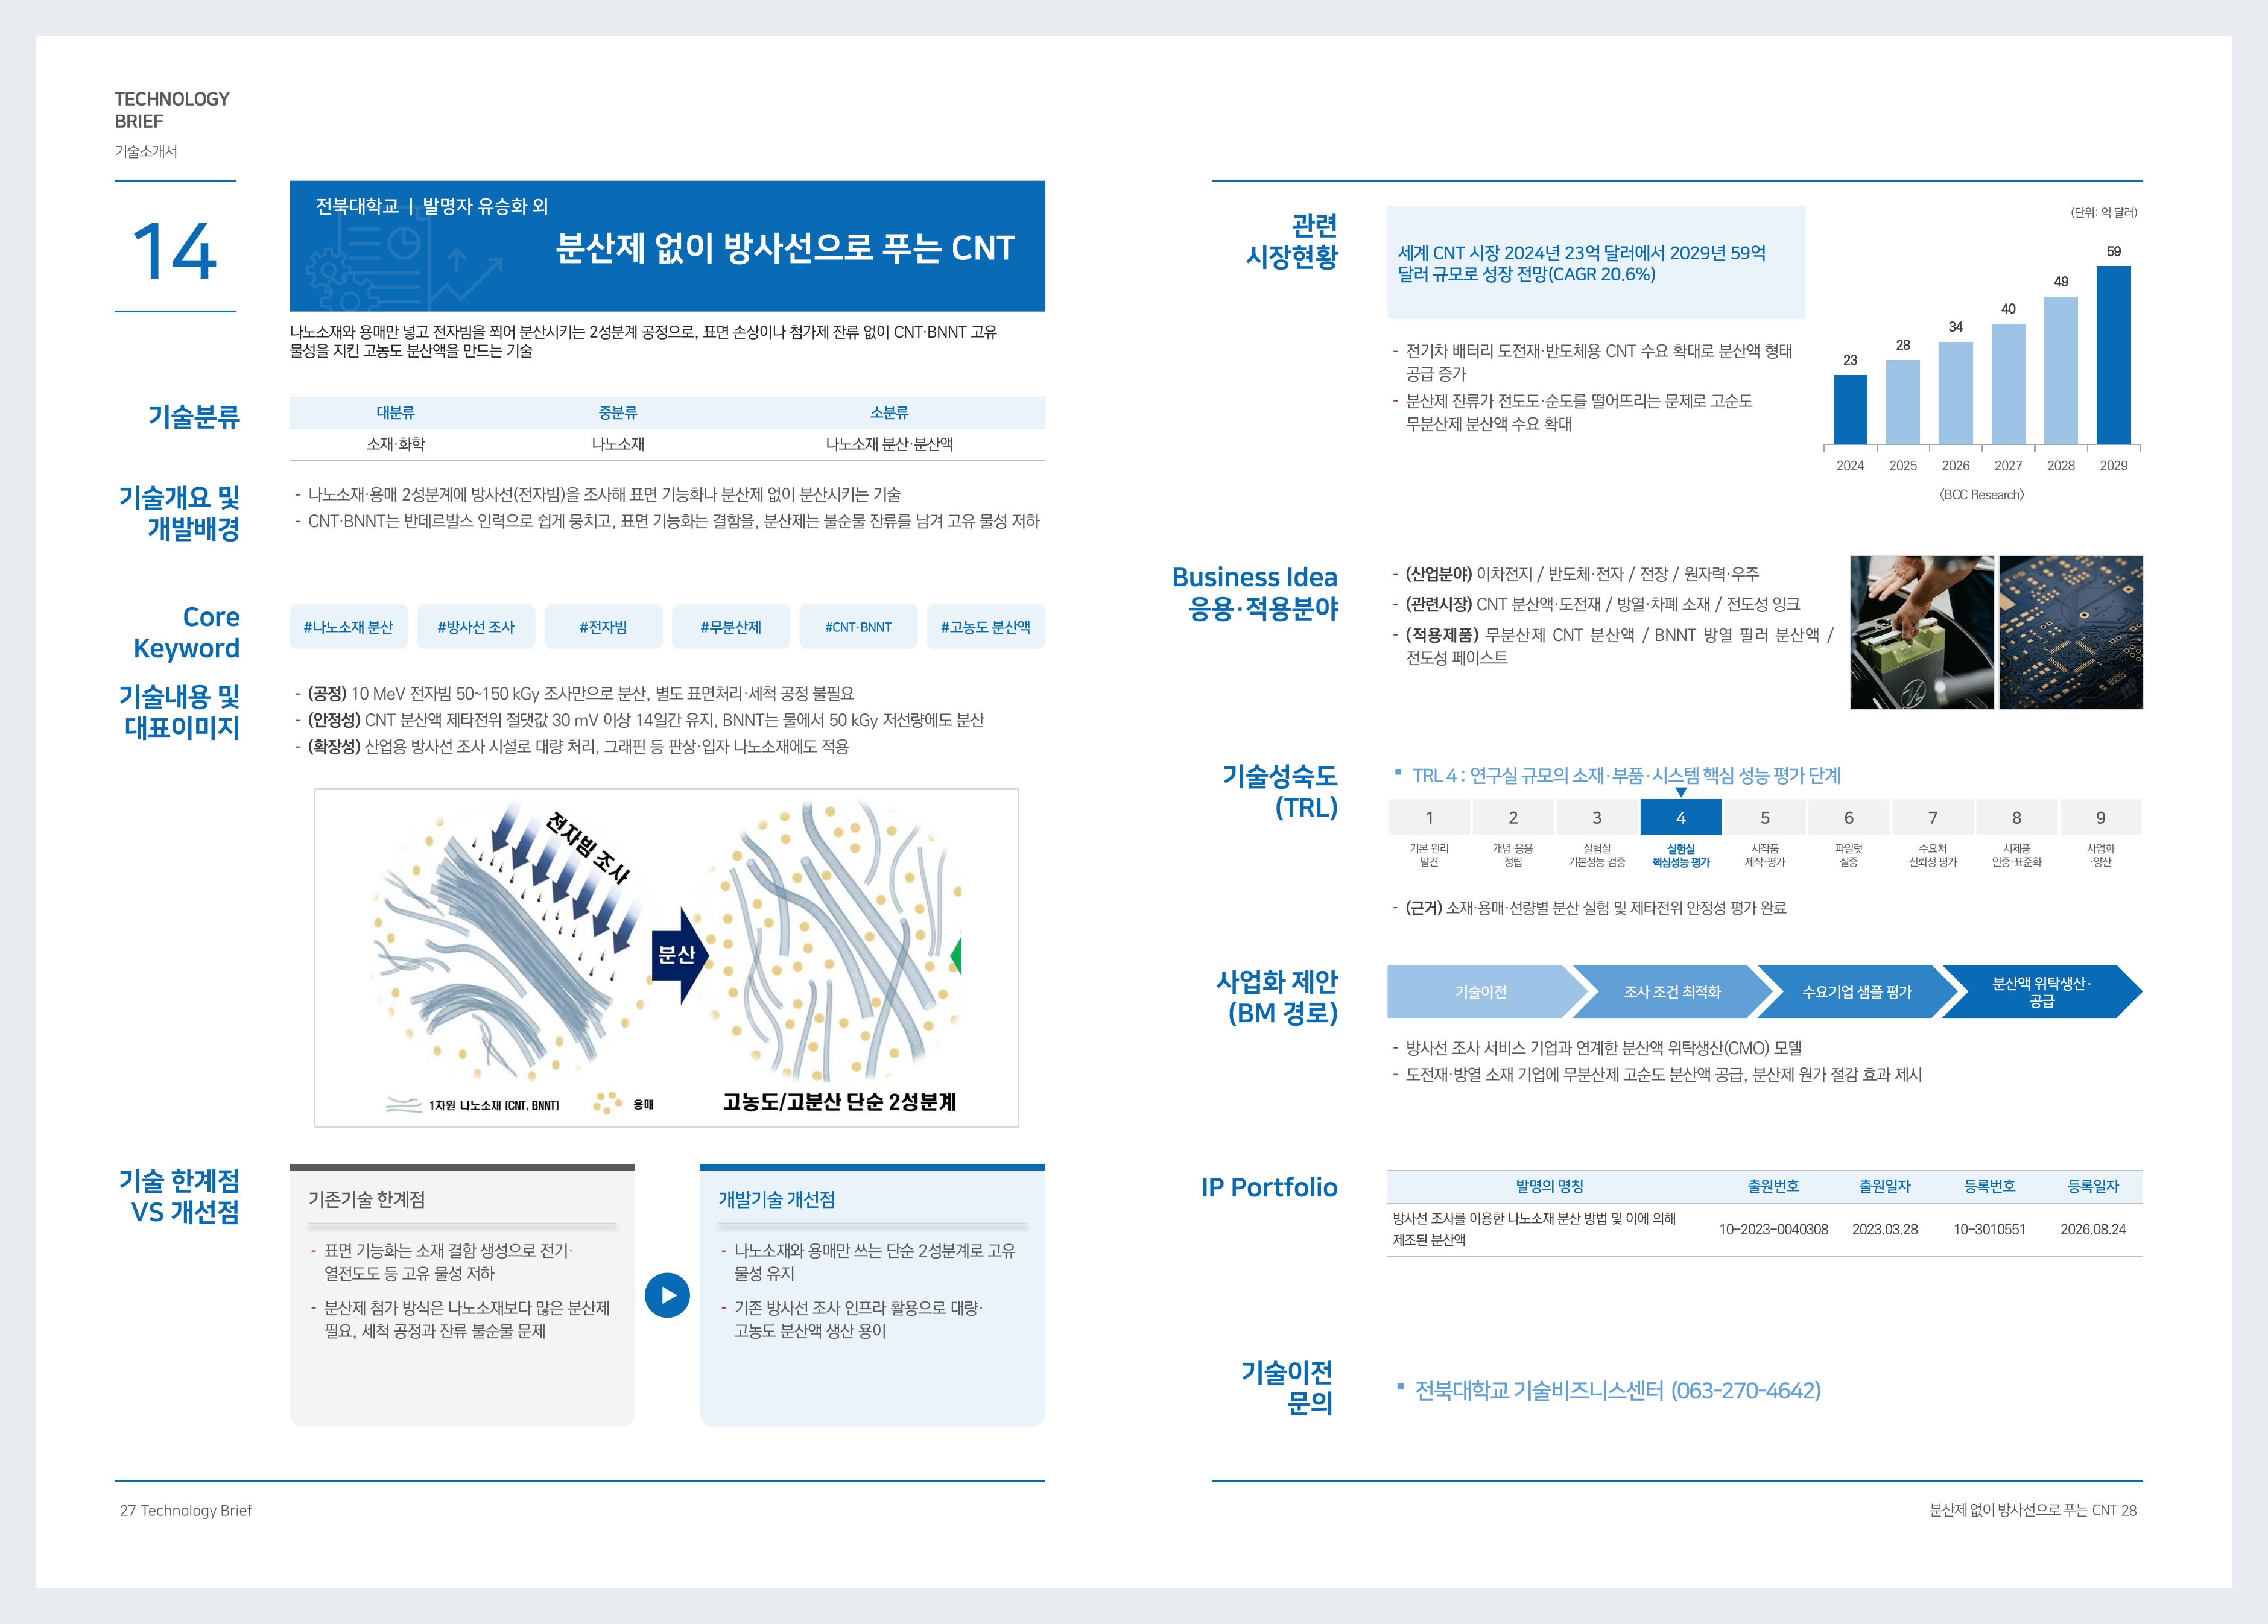 TECHNOLOGY
BRIEF
기술소개서
14
전북대학교 | 발명자 유승화 외
분산제 없이 방사선으로 푸는 CNT
나노소재와 용매만 넣고 전자빔을 쬐어 분산시키는 2성분계 공정으로, 표면 손상이나 첨가제 잔류 없이 CNT·BNNT 고유
물성을 지킨 고농도 분산액을 만드는 기술
기술분류
대분류 중분류 소분류
소재·화학 나노소재 나노소재 분산·분산액
기술개요 및
개발배경
- 나노소재·용매 2성분계에 방사선(전자빔)을 조사해 표면 기능화나 분산제 없이 분산시키는 기술
- CNT·BNNT는 반데르발스 인력으로 쉽게 뭉치고, 표면 기능화는 결함을, 분산제는 불순물 잔류를 남겨 고유 물성 저하
Core
Keyword
#나노소재 분산 #방사선 조사 #전자빔 #무분산제 #CNT·BNNT #고농도 분산액
기술내용 및
대표이미지
- (공정) 10 MeV 전자빔 50~150 kGy 조사만으로 분산, 별도 표면처리·세척 공정 불필요
- (안정성) CNT 분산액 제타전위 절댓값 30 mV 이상 14일간 유지, BNNT는 물에서 50 kGy 저선량에도 분산
- (확장성) 산업용 방사선 조사 시설로 대량 처리, 그래핀 등 판상·입자 나노소재에도 적용
전자빔 조사
분산
1차원 나노소재 (CNT, BNNT) 용매 고농도/고분산 단순 2성분계
기술 한계점
VS 개선점
기존기술 한계점
- 표면 기능화는 소재 결함 생성으로 전기·
열전도도 등 고유 물성 저하
- 분산제 첨가 방식은 나노소재보다 많은 분산제
필요, 세척 공정과 잔류 불순물 문제
개발기술 개선점
- 나노소재와 용매만 쓰는 단순 2성분계로 고유
물성 유지
- 기존 방사선 조사 인프라 활용으로 대량·
고농도 분산액 생산 용이
27 Technology Brief
관련
시장현황
세계 CNT 시장 2024년 23억 달러에서 2029년 59억
달러 규모로 성장 전망(CAGR 20.6%)
- 전기차 배터리 도전재·반도체용 CNT 수요 확대로 분산액 형태
공급 증가
- 분산제 잔류가 전도도·순도를 떨어뜨리는 문제로 고순도
무분산제 분산액 수요 확대
(단위: 억 달러)
23 28 34 40 49 59
2024 2025 2026 2027 2028 2029
〈BCC Research〉
Business Idea
응용·적용분야
- (산업분야) 이차전지 / 반도체·전자 / 전장 / 원자력·우주
- (관련시장) CNT 분산액·도전재 / 방열·차폐 소재 / 전도성 잉크
- (적용제품) 무분산제 CNT 분산액 / BNNT 방열 필러 분산액 /
전도성 페이스트
기술성숙도
(TRL)
▪ TRL 4 : 연구실 규모의 소재·부품·시스템 핵심 성능 평가 단계
1 2 3 4 5 6 7 8 9
기본 원리 개념·응용 실험실 실험실 시작품 파일럿 수요처 시제품 사업화
발견 정립 기본성능 검증 핵심성능 평가 제작·평가 실증 신뢰성 평가 인증·표준화 ·양산
- (근거) 소재·용매·선량별 분산 실험 및 제타전위 안정성 평가 완료
사업화 제안
(BM 경로)
기술이전 조사 조건 최적화 수요기업 샘플 평가 분산액 위탁생산·
공급
- 방사선 조사 서비스 기업과 연계한 분산액 위탁생산(CMO) 모델
- 도전재·방열 소재 기업에 무분산제 고순도 분산액 공급, 분산제 원가 절감 효과 제시
IP Portfolio
발명의 명칭 출원번호 출원일자 등록번호 등록일자
방사선 조사를 이용한 나노소재 분산 방법 및 이에 의해
제조된 분산액 10-2023-0040308 2023.03.28 10-3010551 2026.08.24
기술이전
문의
▪ 전북대학교 기술비즈니스센터 (063-270-4642)
분산제 없이 방사선으로 푸는 CNT 28